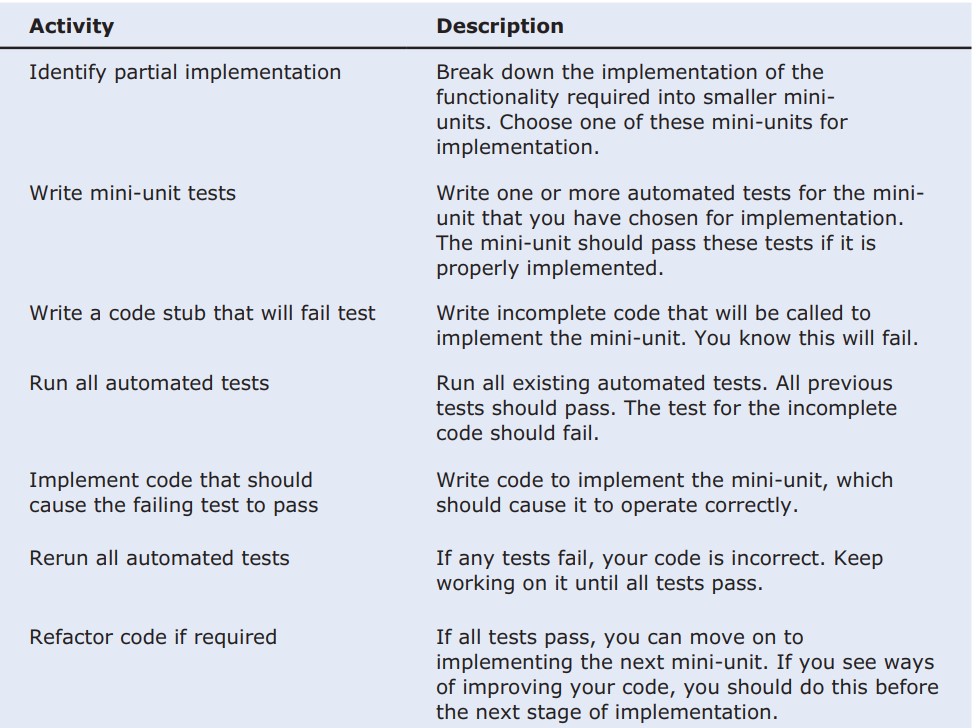 Activity
Description
Identify partial implementation
Break down the implementation of the
functionality required into smaller mini-
units. Choose one of these mini-units for
implementation.
Write mini-unit tests
Write one or more automated tests for the mini-
unit that you have chosen for implementation.
The mini-unit should pass these tests if it is
properly implemented.
Write a code stub that will fail test
Write incomplete code that will be called to
implement the mini-unit. You know this will fail.
Run all automated tests
Run all existing automated tests. All previous
tests should pass. The test for the incomplete
code should fail.
Implement code that should
cause the failing test to pass
Write code to implement the mini-unit, which
should cause it to operate correctly.
Rerun all automated tests
If any tests fail, your code is incorrect. Keep
working on it until all tests pass.
Refactor code if required
If all tests pass, you can move on to
implementing the next mini-unit. If you see ways
of improving your code, you should do this before
the next stage of implementation.